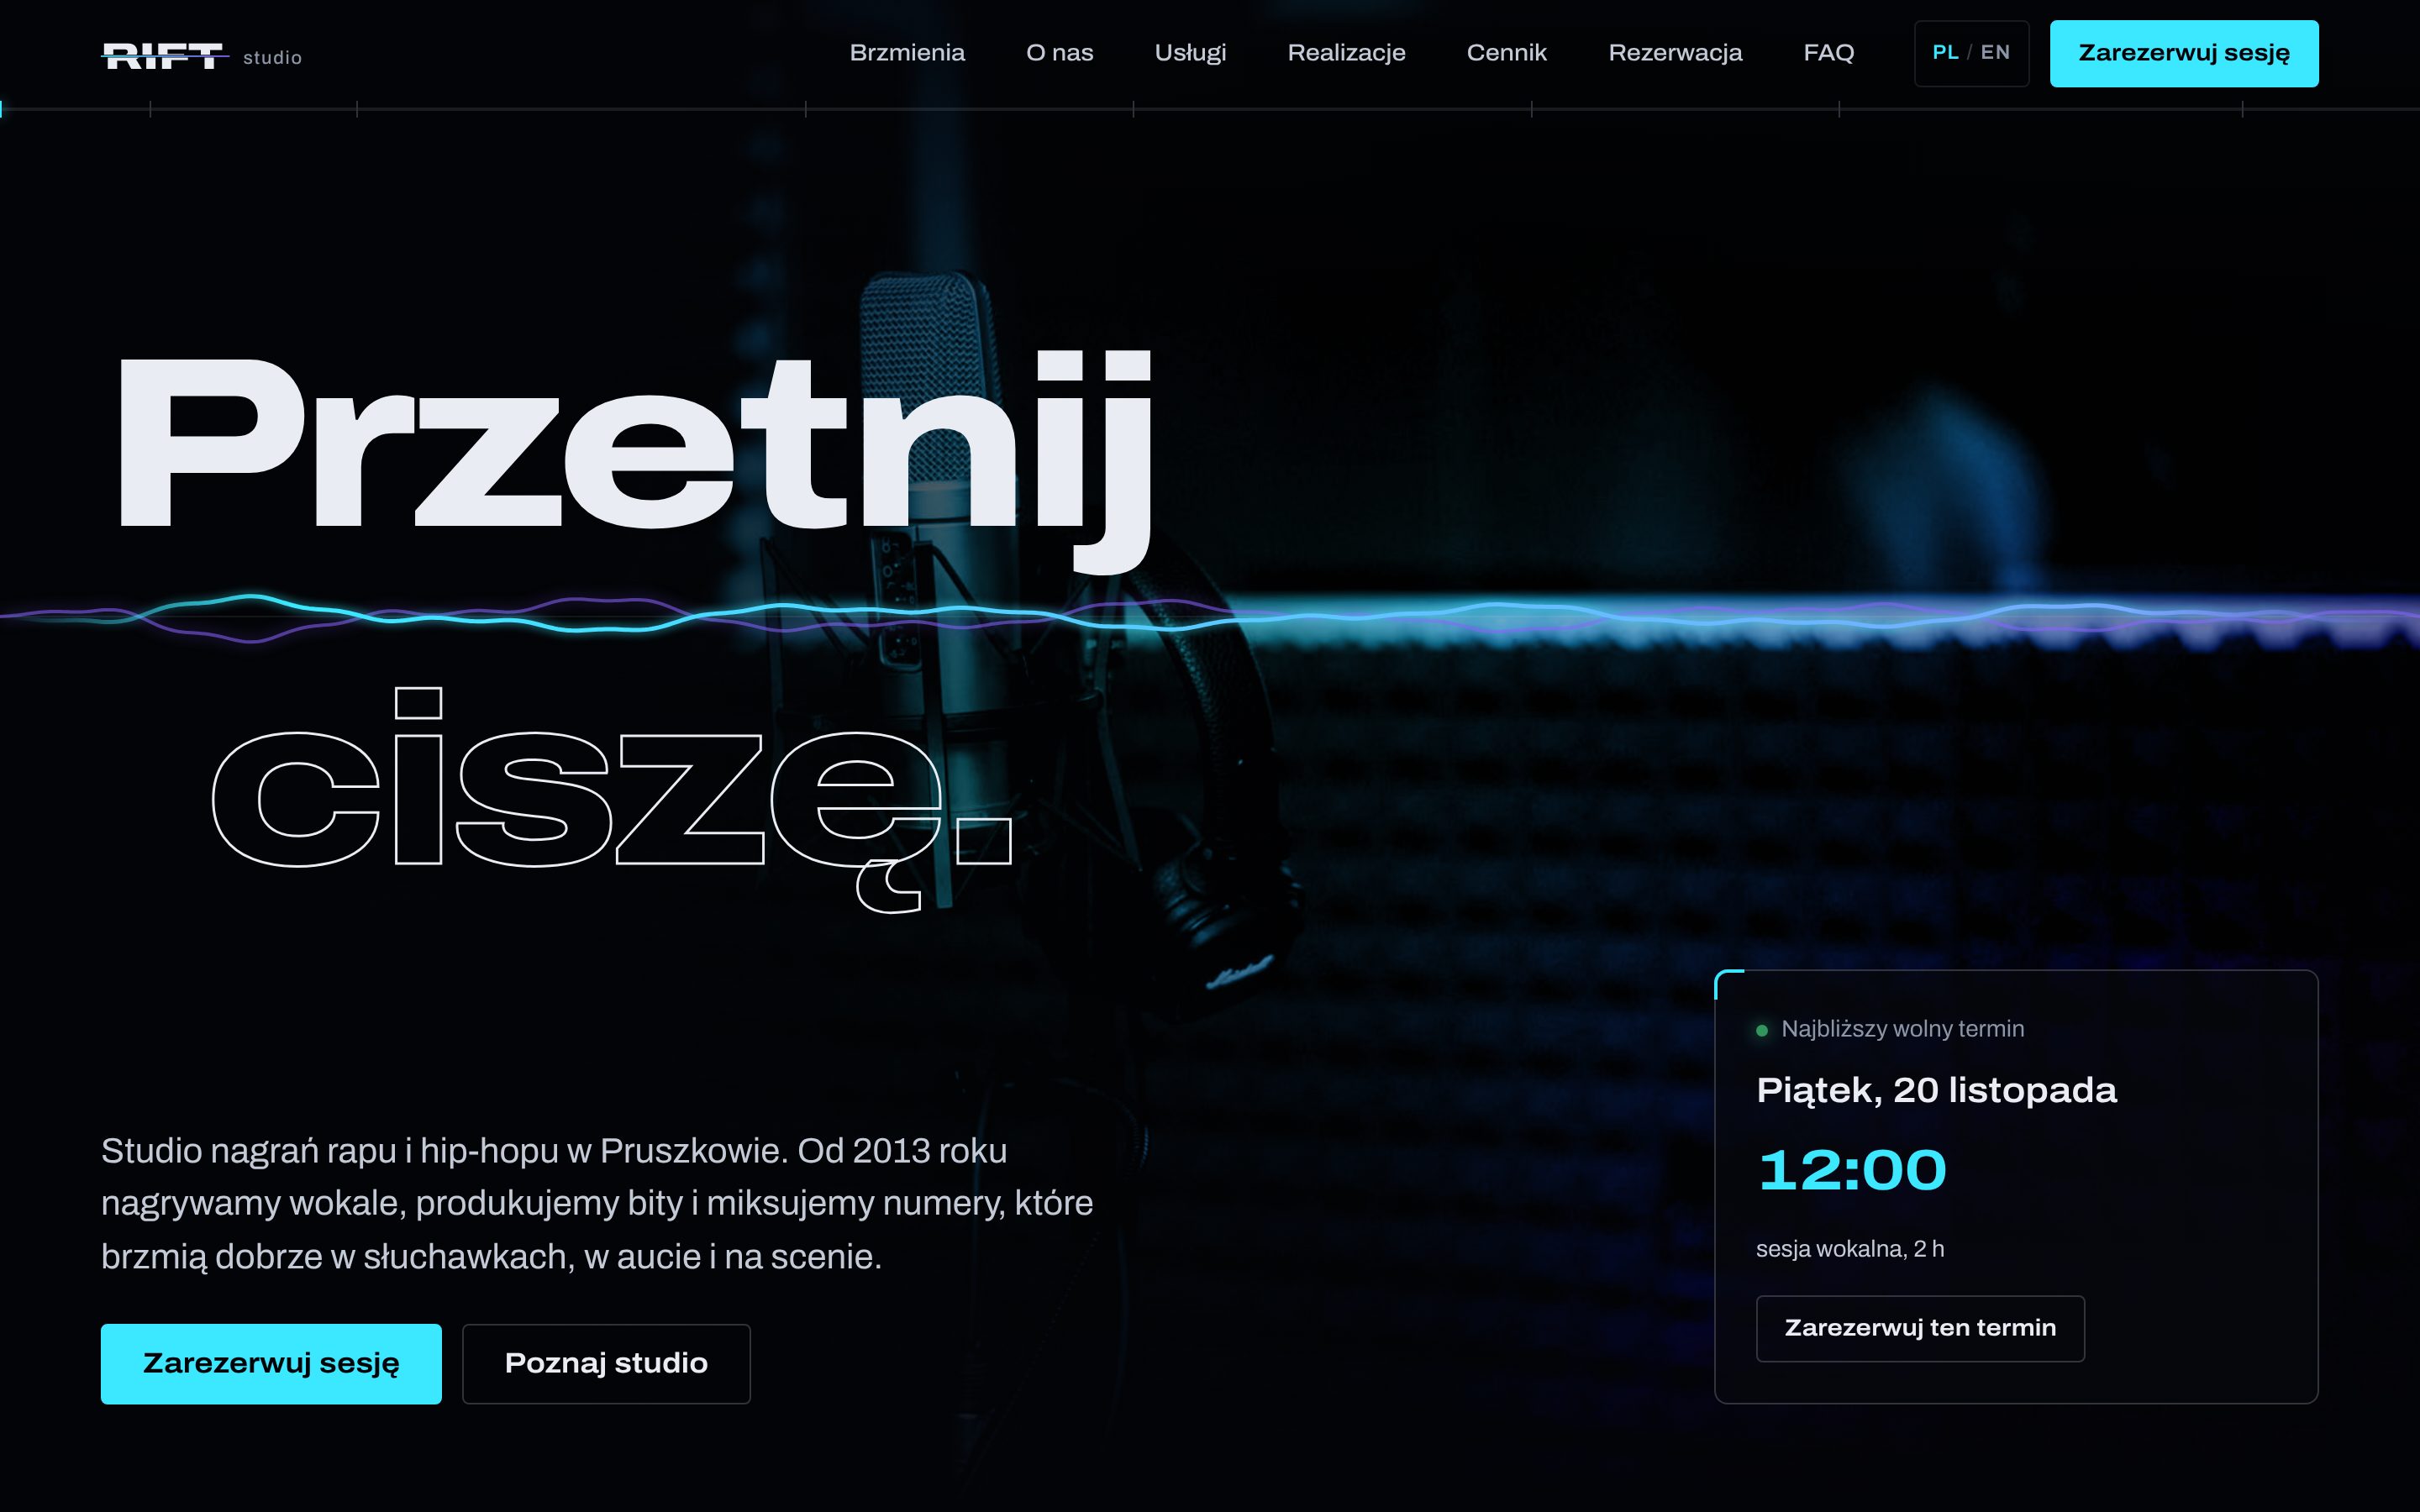 RIFT studio
Brzmienia
O nas
Usługi
Realizacje
Cennik
Rezerwacja
FAQ
PL / EN
Zarezerwuj sesję
Przetnij
ciszę.
Studio nagrań rapu i hip-hopu w Pruszkowie. Od 2013 roku
nagrywamy wokale, produkujemy bity i miksujemy numery, które
brzmią dobrze w słuchawkach, w aucie i na scenie.
Zarezerwuj sesję
Poznaj studio
Najbliższy wolny termin
Piątek, 20 listopada
12:00
sesja wokalna, 2 h
Zarezerwuj ten termin